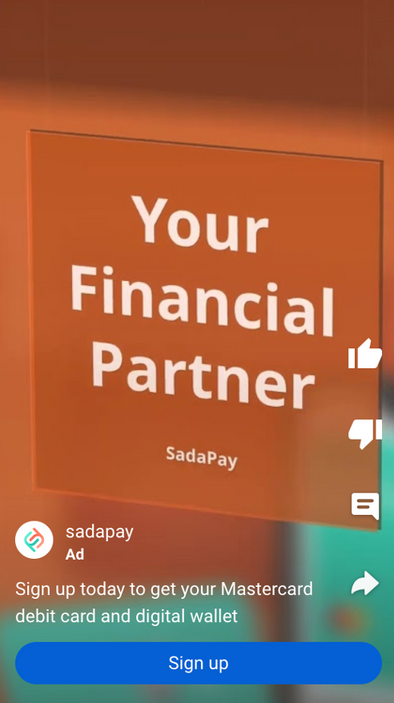 Your
Financial
Partner
SadaPay
sadapay
Ad
Sign up today to get your Mastercard
debit card and digital wallet
Sign up